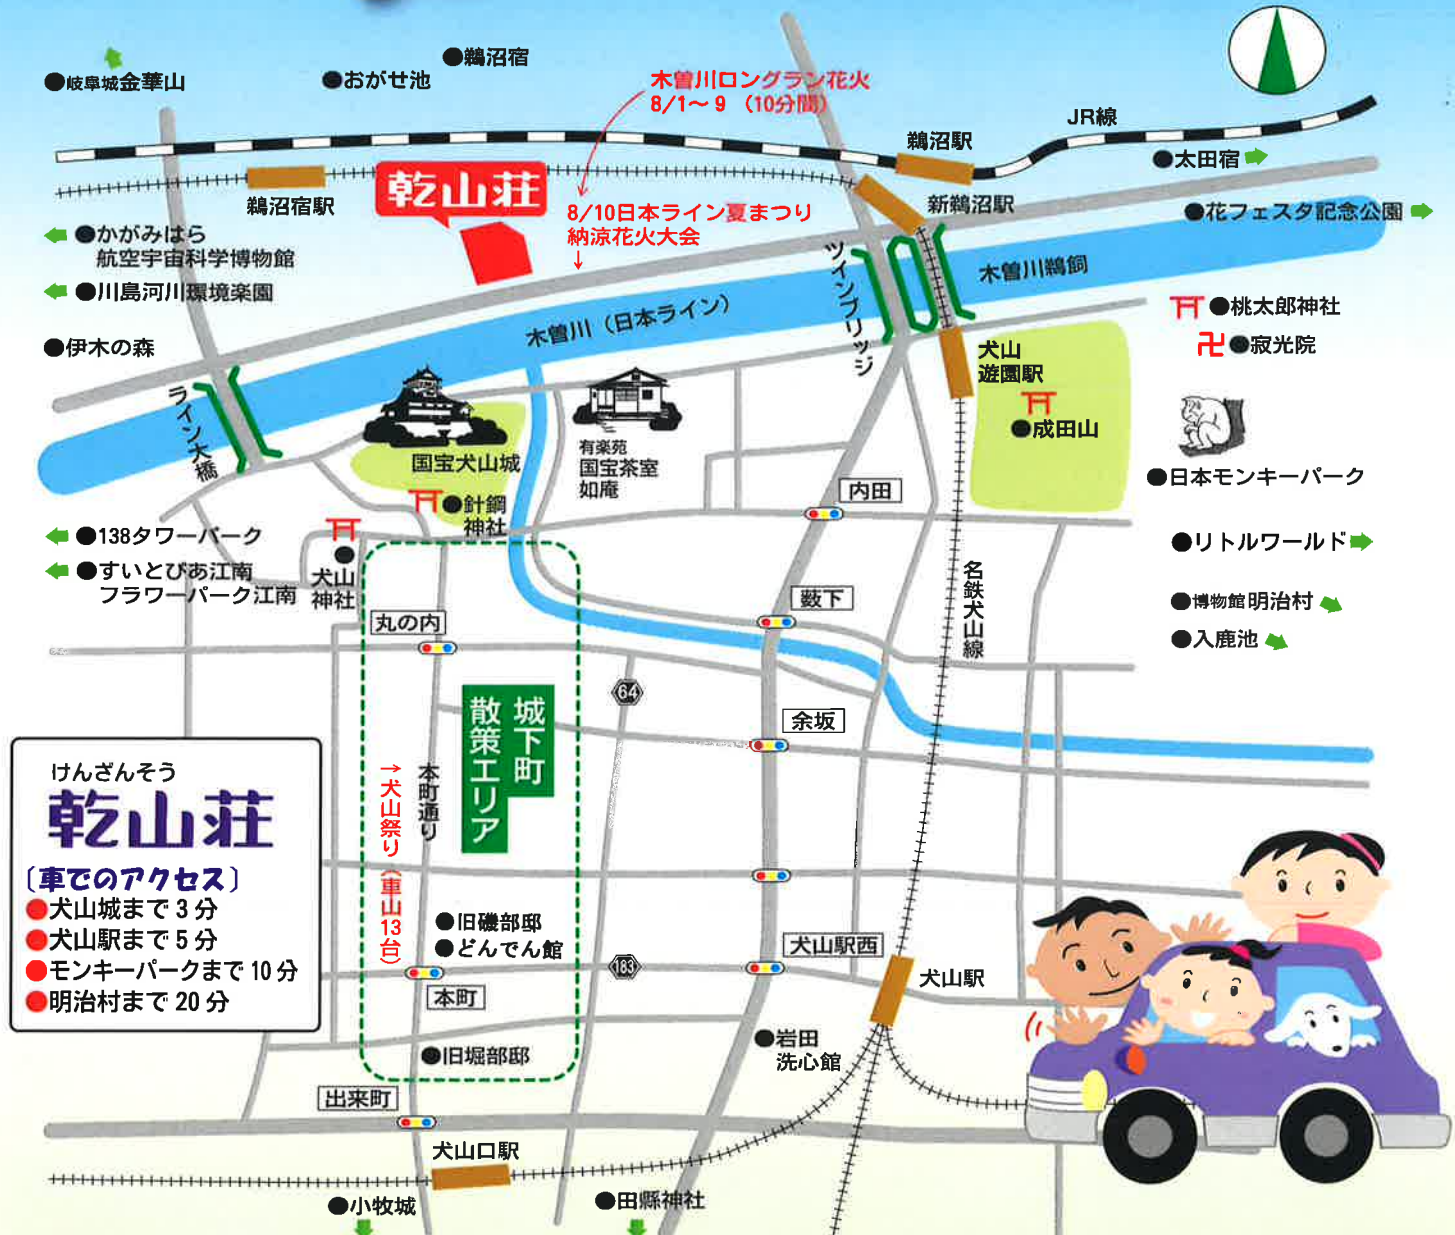 ●鵜沼宿
●岐阜城金華山
●おがせ池
木曽川ロングラン花火
8/1～9（10分間）
JR線
鵜沼駅
●太田宿
乾山荘
鵜沼宿駅
新鵜沼駅
8/10日本ライン夏まつり
納涼花火大会
●花フェスタ記念公園
●かがみはら
航空宇宙科学博物館
●川島河川環境楽園
●伊木の森
木曽川（日本ライン）
木曽川鵜飼
ツインブリッジ
●桃太郎神社
卍●寂光院
犬山
遊園駅
●成田山
ライン大橋
国宝犬山城
有楽苑
国宝茶室
如庵
●日本モンキーパーク
内田
●針鋼
神社
●138タワーパーク
●すいとぴあ江南
フラワーパーク江南
●
犬山
神社
●リトルワールド
名鉄犬山線
●博物館明治村
●入鹿池
薮下
丸の内
64
城下町
散策エリア
余坂
→犬山祭り（車山13台）
本町通り
けんざんそう
乾山荘
〔車でのアクセス〕
●犬山城まで3分
●犬山駅まで5分
●モンキーパークまで10分
●明治村まで20分
●旧磯部邸
●どんでん館
犬山駅西
183
犬山駅
本町
●岩田
洗心館
●旧堀部邸
出来町
犬山口駅
●小牧城
●田縣神社